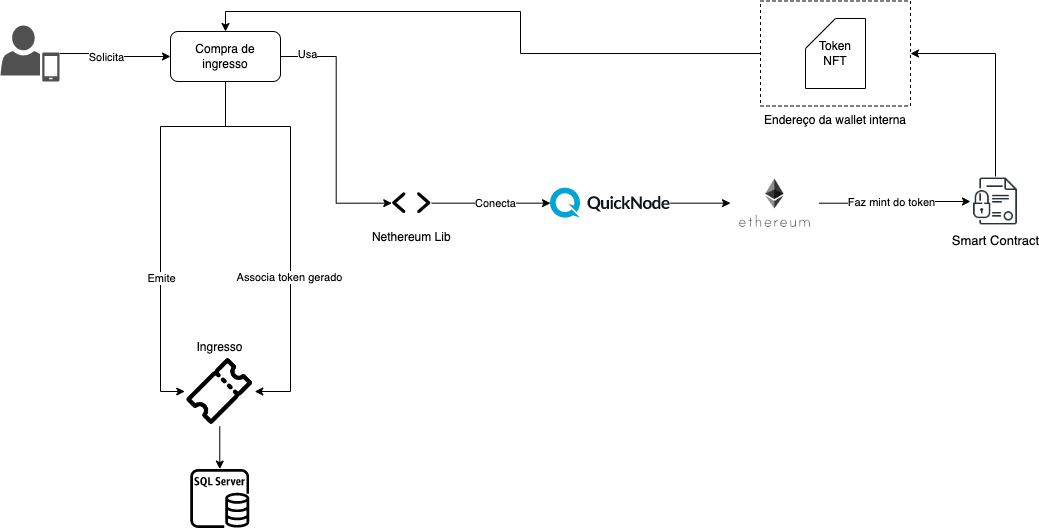 Solicita
Compra de
ingresso
Usa
Token
NFT
Endereço da wallet interna
Nethereum Lib
Conecta
QuickNode
ethereum
Faz mint do token
Smart Contract
Emite
Associa token gerado
Ingresso
SQL Server